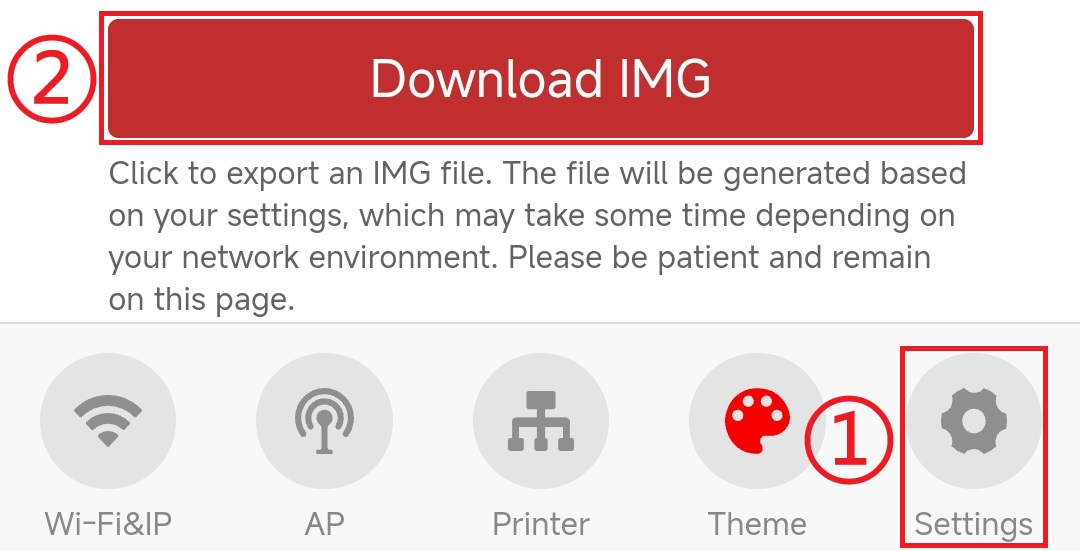 ②
Download IMG
Click to export an IMG file. The file will be generated based
on your settings, which may take some time depending on
your network environment. Please be patient and remain
on this page.
①
Wi-Fi&IP
AP
Printer
Theme
Settings